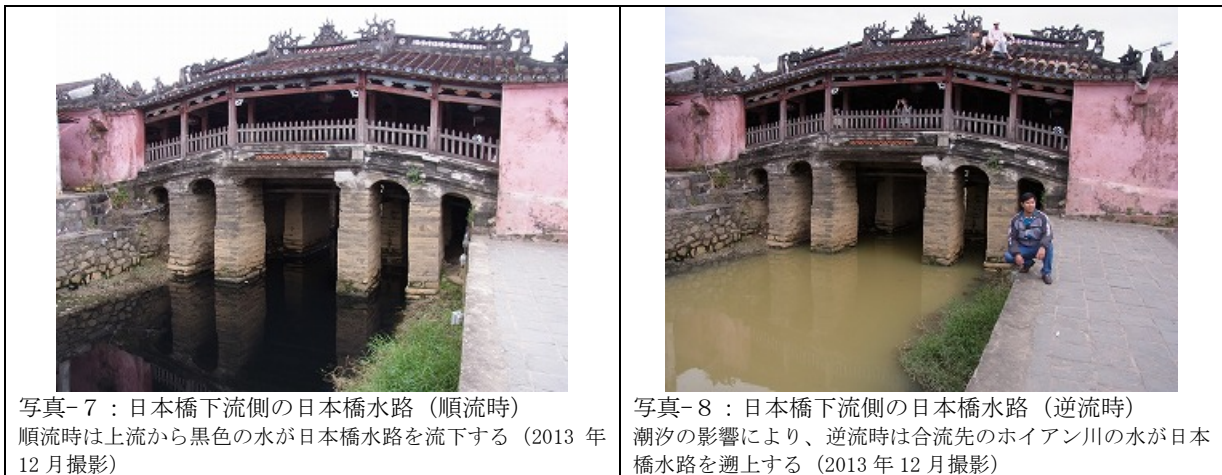 写真-7：日本橋下流側の日本橋水路（順流時）
順流時は上流から黒色の水が日本橋水路を流下する（2013 年
12 月撮影）
写真-8：日本橋下流側の日本橋水路（逆流時）
潮汐の影響により、逆流時は合流先のホイアン川の水が日本
橋水路を遡上する（2013 年 12 月撮影）